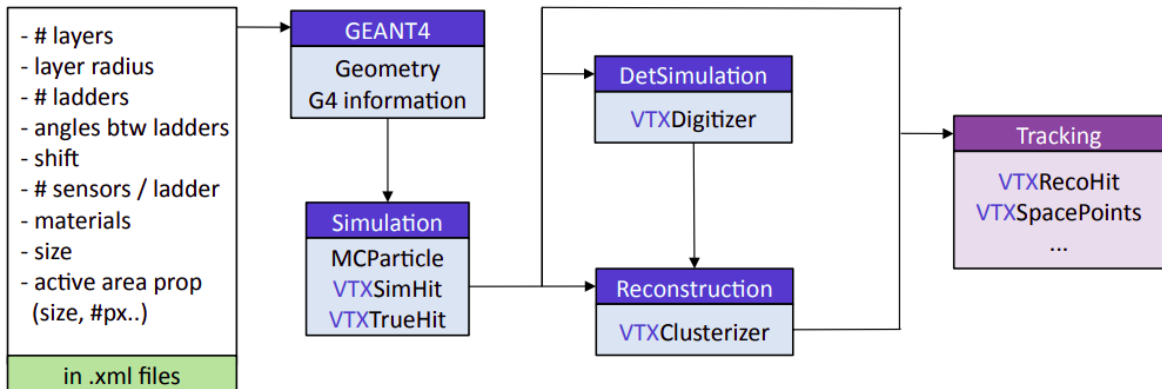 - # layers
- layer radius
- # ladders
- angles btw ladders
- shift
- # sensors / ladder
- materials
- size
- active area prop
(size, #px..)
in .xml files
GEANT4
Geometry
G4 information
Simulation
MCParticle
VTXSimHit
VTXTrueHit
DetSimulation
VTXDigitizer
Reconstruction
VTXClusterizer
Tracking
VTXRecoHit
VTXSpacePoints
...